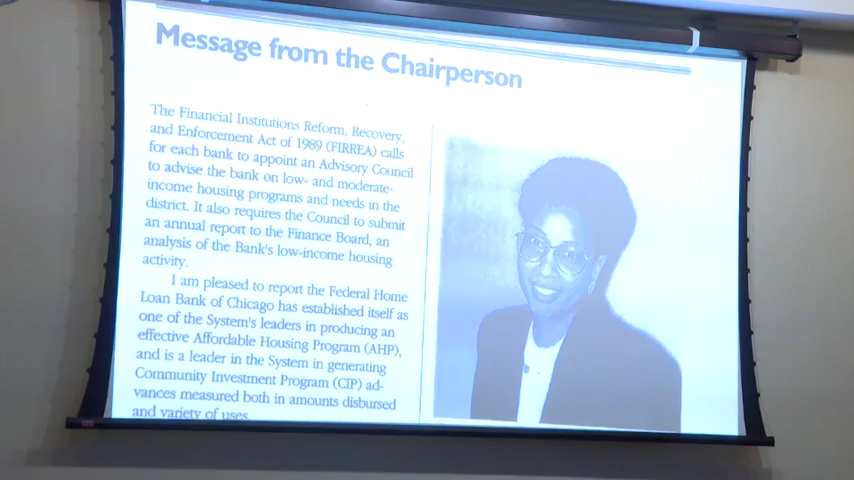 Message from the Chairperson
The Financial Institutions Reform, Recovery,
and Enforcement Act of 1989 (FIRREA) calls
for each bank to appoint an Advisory Council
to advise the bank on low- and moderate-
income housing programs and needs in the
district. It also requires the Council to submit
an annual report to the Finance Board, an
analysis of the Bank's low-income housing
activity.
I am pleased to report the Federal Home
Loan Bank of Chicago has established itself as
one of the System's leaders in producing an
effective Affordable Housing Program (AHP),
and is a leader in the System in generating
Community Investment Program (CIP) ad-
vances measured both in amounts disbursed
and variety of uses.